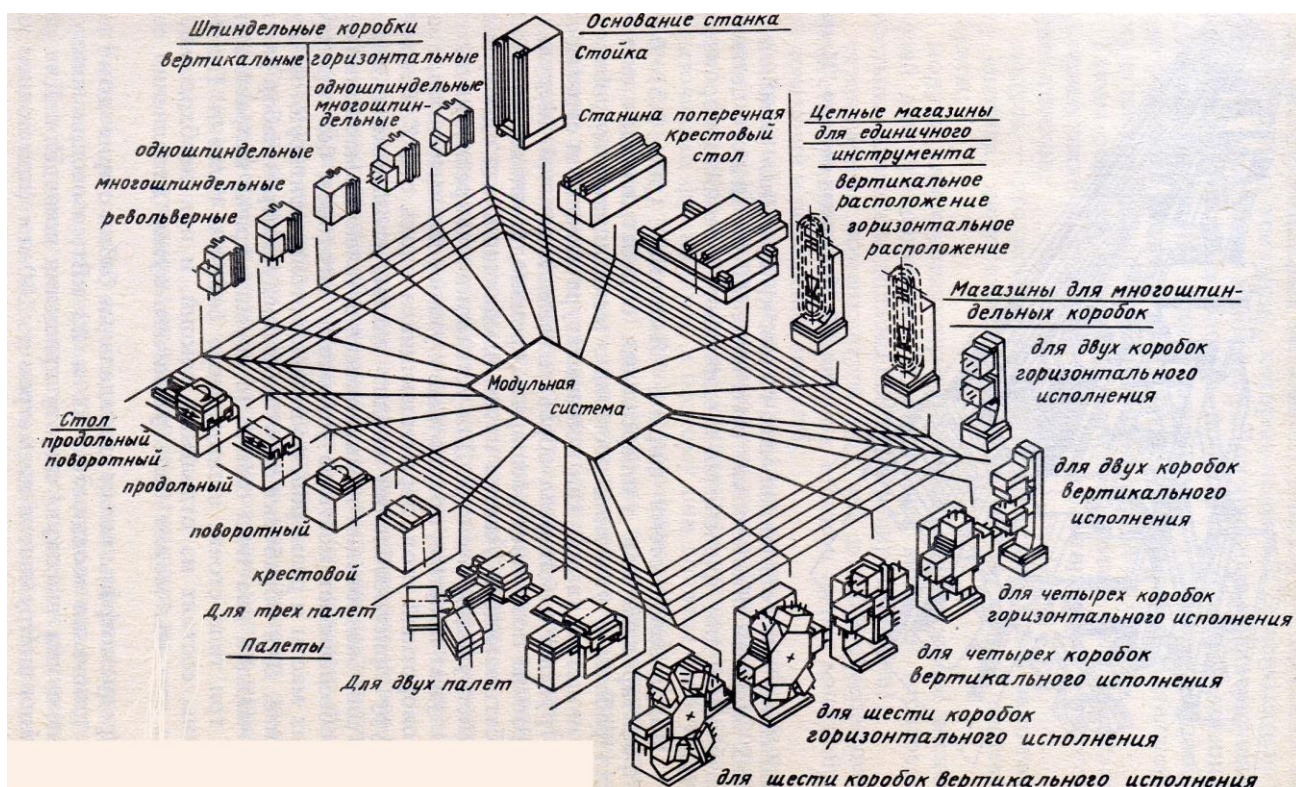 Шпиндельные коробки
вертикальные горизонтальные
одношпиндельные
многошпин-
дельные
одношпиндельные
многошпиндельные
револьверные
Основание станка
Стойка
Станина поперечная
крестовый
стол
Цепные магазины
для единичного
инструмента
вертикальное
расположение
горизонтальное
расположение
Магазины для многошпин-
дельных коробок
для двух коробок
горизонтального
исполнения
для двух коробок
вертикального
исполнения
для четырех коробок
горизонтального исполнения
для четырех коробок
вертикального исполнения
для шести коробок
горизонтального исполнения
для шести коробок вертикального исполнения
Модульная
система
Стол
продольный
поворотный
продольный
поворотный
крестовой
Для трех палет
Палеты
Для двух палет